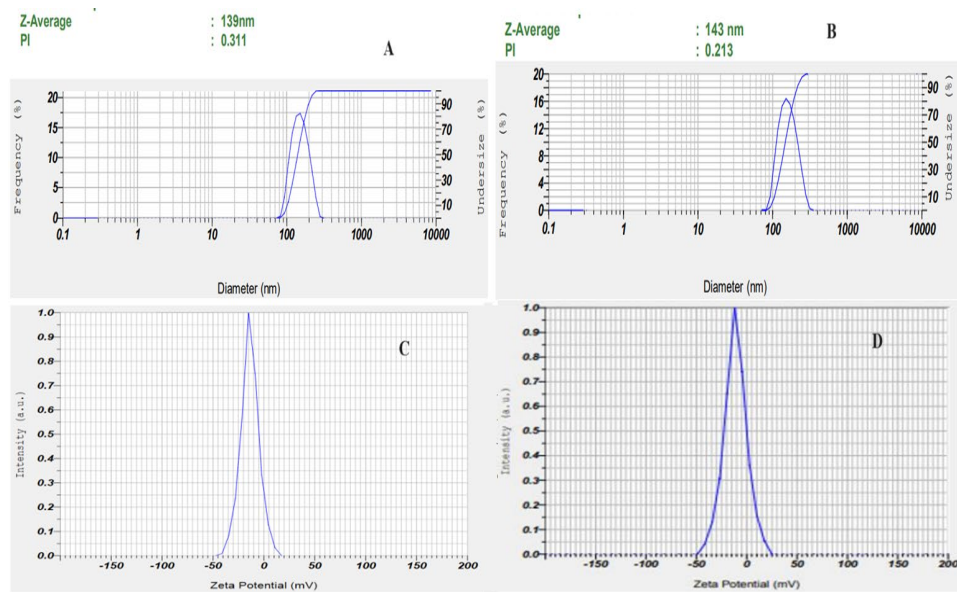 Z-Average : 139nm
PI : 0.311
A
Frequency (%)
20
15
10
5
0
90
70
50
30
10
Undersize (%)
0.1 1 10 100 1000 10000
Diameter (nm)
Z-Average : 143 nm
PI : 0.213
B
Frequency (%)
20
16
12
8
4
0
90
70
50
30
10
Undersize (%)
0.1 1 10 100 1000 10000
Diameter (nm)
C
Intensity (a.u.)
1.0
0.9
0.8
0.7
0.6
0.5
0.4
0.3
0.2
0.1
0.0
-150 -100 -50 0 50 100 150 200
Zeta Potential (mV)
D
Intensity (a.u.)
1.0
0.9
0.8
0.7
0.6
0.5
0.4
0.3
0.2
0.1
0.0
-150 -100 -50 0 50 100 150 200
Zeta Potential (mV)